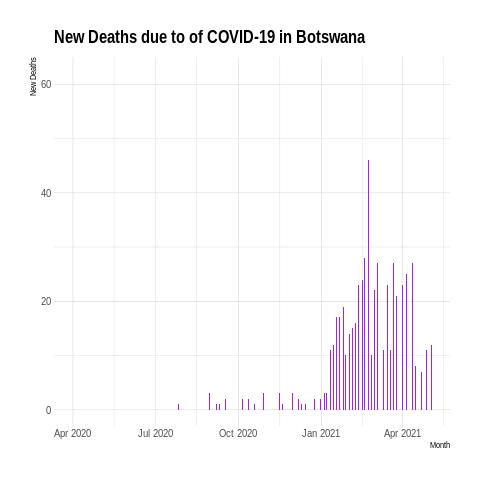 New Deaths due to of COVID-19 in Botswana
New Deaths
60
40
20
0
Apr 2020 Jul 2020 Oct 2020 Jan 2021 Apr 2021
Month